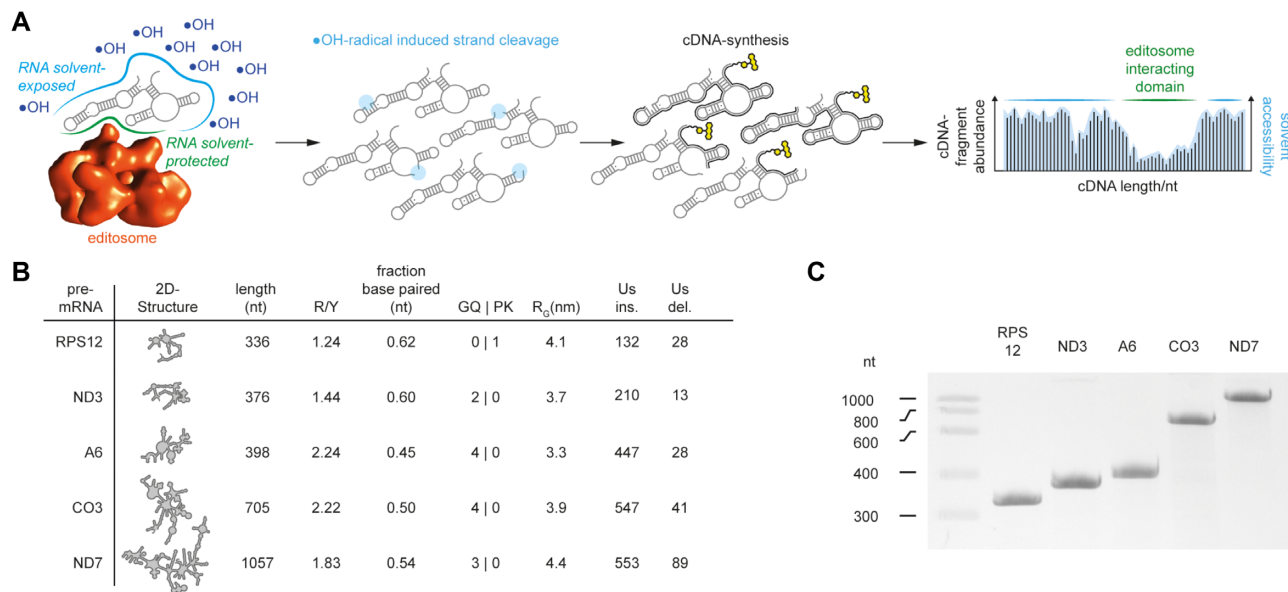 A
•OH
•OH
•OH
•OH
•OH
•OH
•OH
•OH
•OH
•OH
•OH
RNA solvent-
exposed
RNA solvent-
protected
editosome
•OH-radical induced strand cleavage
cDNA-synthesis
editosome
interacting
domain
cDNA-
fragment
abundance
solvent
accessibility
cDNA length/nt
B
pre-
mRNA
2D-
Structure
length
(nt)
R/Y
fraction
base paired
(nt)
GQ | PK
RG(nm)
Us
ins.
Us
del.
RPS12 336 1.24 0.62 0 | 1 4.1 132 28
ND3 376 1.44 0.60 2 | 0 3.7 210 13
A6 398 2.24 0.45 4 | 0 3.3 447 28
CO3 705 2.22 0.50 4 | 0 3.9 547 41
ND7 1057 1.83 0.54 3 | 0 4.4 553 89
C
RPS
12
ND3
A6
CO3
ND7
nt
1000
800
600
400
300